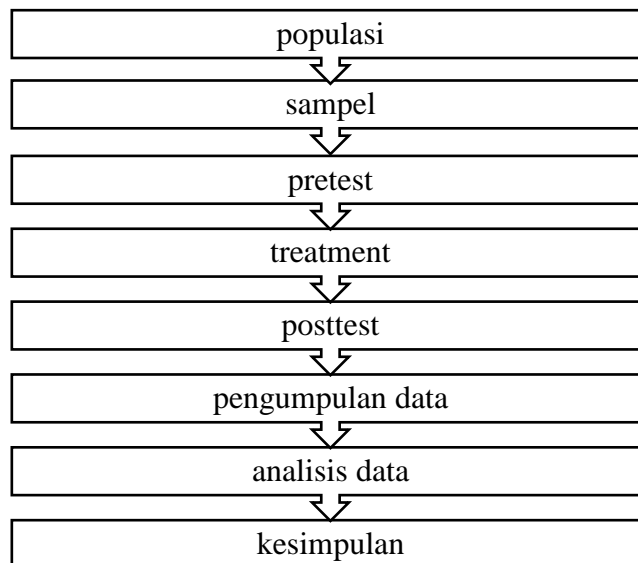 populasi
sampel
pretest
treatment
posttest
pengumpulan data
analisis data
kesimpulan